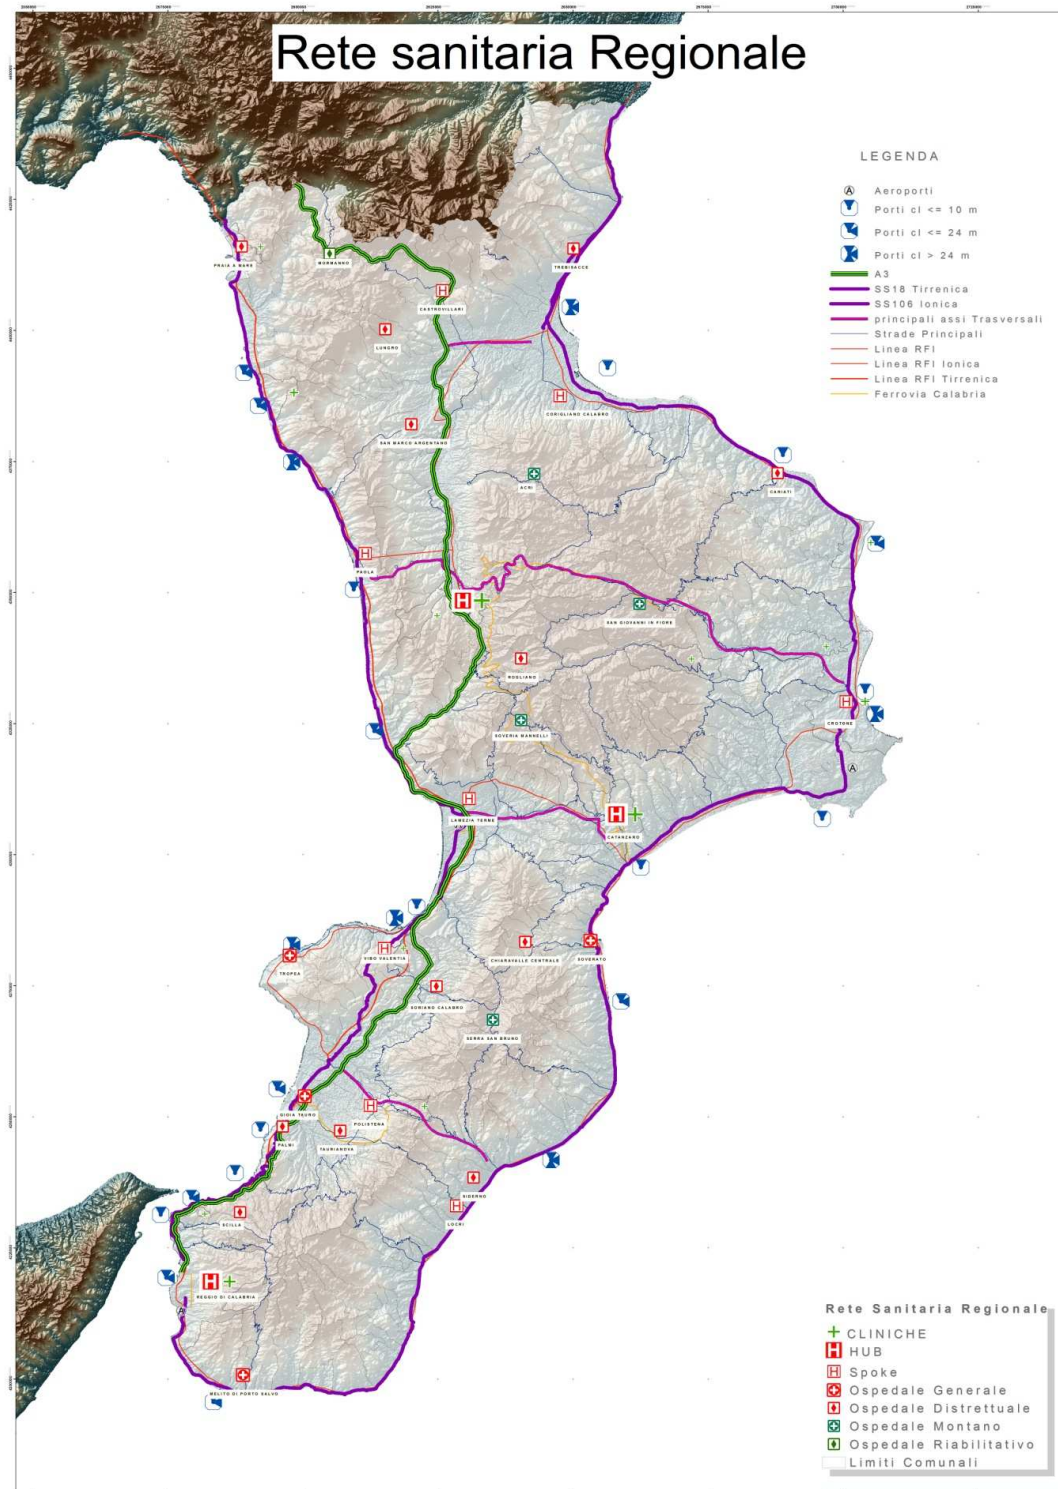 Rete sanitaria Regionale
LEGENDA
A Aeroporti
Porti cl <= 10 m
Porti cl <= 24 m
Porti cl > 24 m
A3
SS18 Tirrenica
SS106 Ionica
principali assi Trasversali
Strade Principali
Linea RFI
Linea RFI Ionica
Linea RFI Tirrenica
Ferrovia Calabria
PRAIA A MARE
MORMANNO
TREBISACCE
CASTROVILLARI
LUNGRO
CORIGLIANO CALABRO
SAN MARCO ARGENTANO
ACRI
CARIATI
PAOLA
H
SAN GIOVANNI IN FIORE
ROGLIANO
CROTONE
SOVERIA MANNELLI
A
LAMEZIA TERME
H
CATANZARO
VIBO VALENTIA
CHIARAVALLE CENTRALE
SOVERATO
TROPEA
SORIANO CALABRO
SERRA SAN BRUNO
GIOIA TAURO
POLISTENA
PALMI
TAURIANOVA
SIDERNO
SCILLA
LOCRI
H
REGGIO DI CALABRIA
A
MELITO DI PORTO SALVO
Rete Sanitaria Regionale
CLINICHE
H HUB
H Spoke
Ospedale Generale
Ospedale Distrettuale
Ospedale Montano
Ospedale Riabilitativo
Limiti Comunali